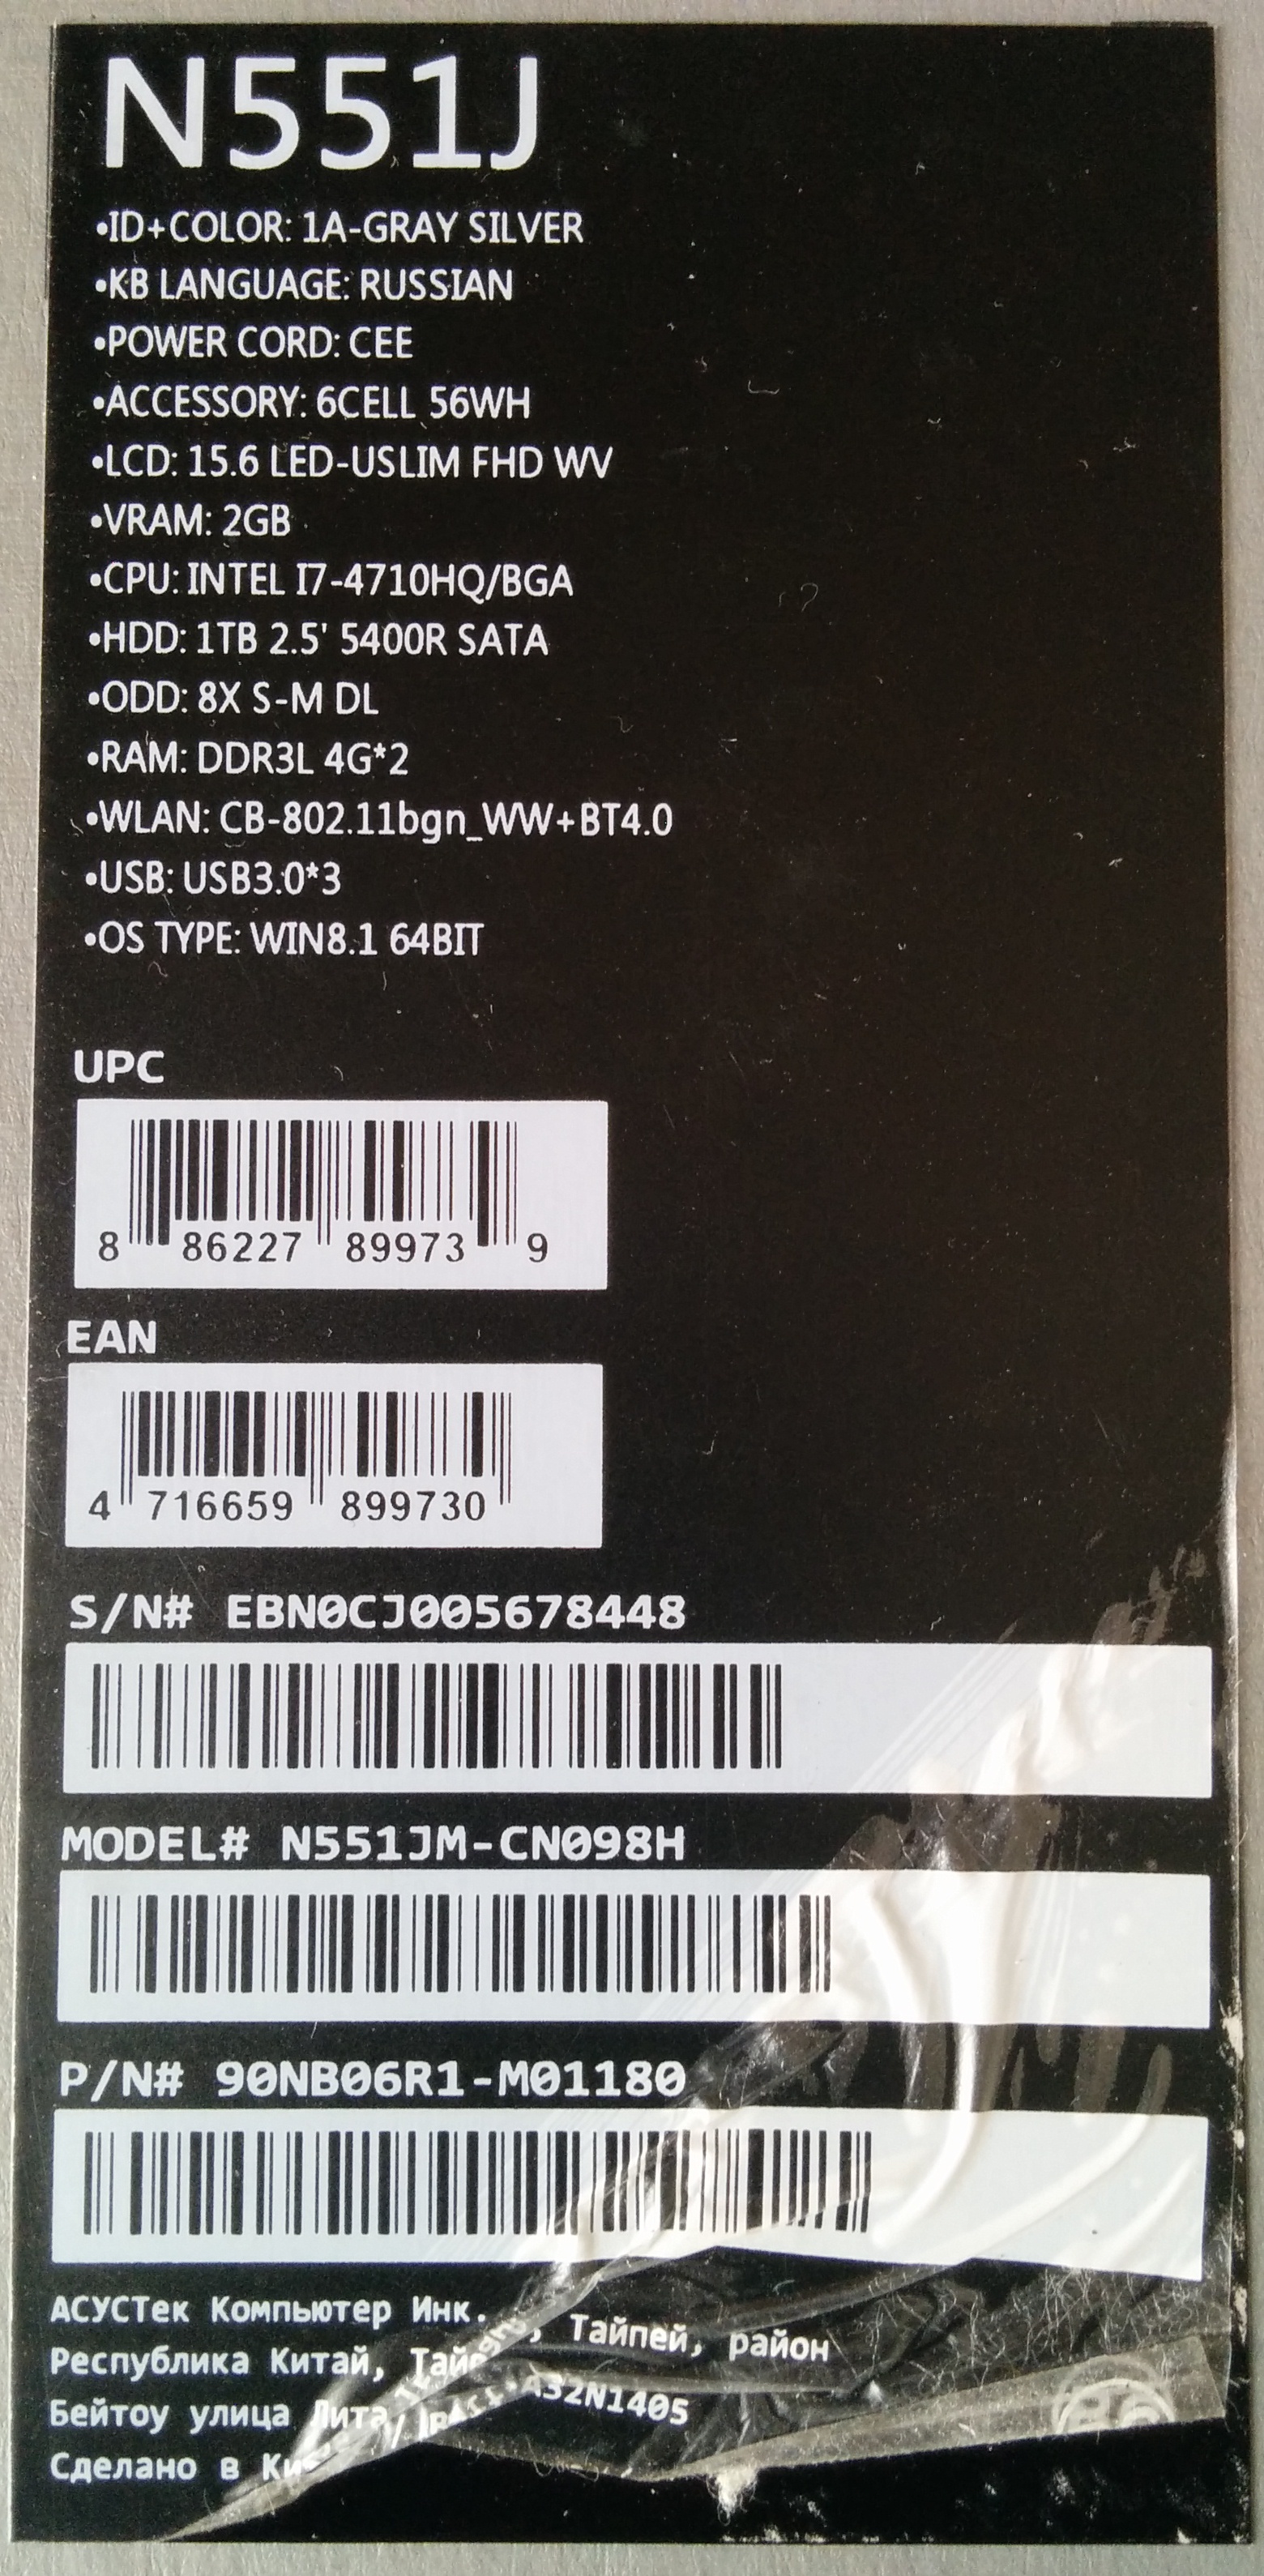 N551J
•ID+COLOR: 1A-GRAY SILVER
•KB LANGUAGE: RUSSIAN
•POWER CORD: CEE
•ACCESSORY: 6CELL 56WH
•LCD: 15.6 LED-USLIM FHD WV
•VRAM: 2GB
•CPU: INTEL I7-4710HQ/BGA
•HDD: 1TB 2.5' 5400R SATA
•ODD: 8X S-M DL
•RAM: DDR3L 4G*2
•WLAN: CB-802.11bgn_WW+BT4.0
•USB: USB3.0*3
•OS TYPE: WIN8.1 64BIT
UPC
8 86227 89973 9
EAN
4 716659 899730
S/N# EBN0CJ005678448
MODEL# N551JM-CN098H
P/N# 90NB06R1-M01180
АСУСТек Компьютер Инк.
Республика Китай, Тайпей, район
Бейтоу улица A32N1405
Сделано в